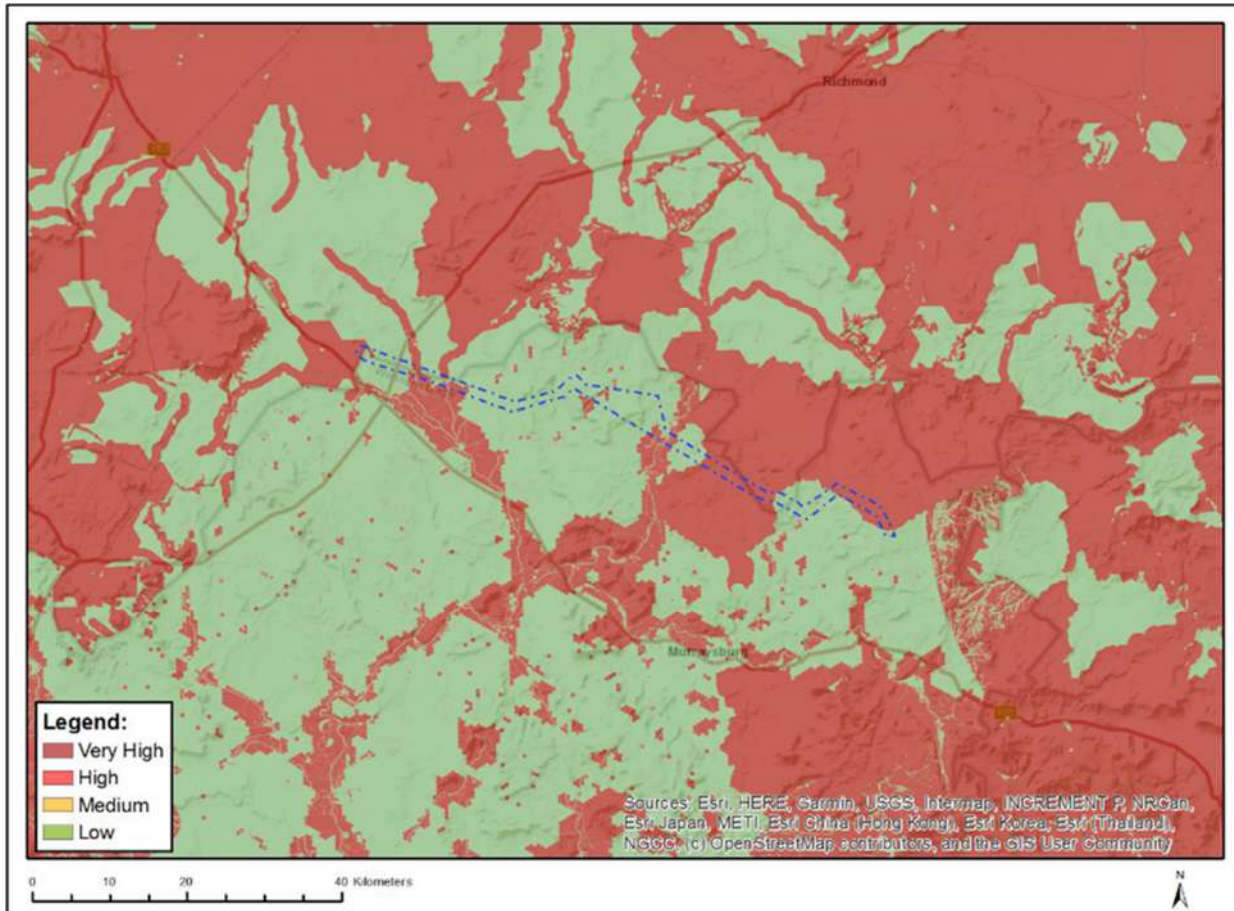 Richmond
Murraysburg
Legend:
Very High
High
Medium
Low
Sources: Esri, HERE, Garmin, USGS, Intermap, INCREMENT P, NRCan,
Esri Japan, METI, Esri China (Hong Kong), Esri Korea, Esri (Thailand),
NGCC, (c) OpenStreetMap contributors, and the GIS User Community
0 10 20 40 Kilometers
N